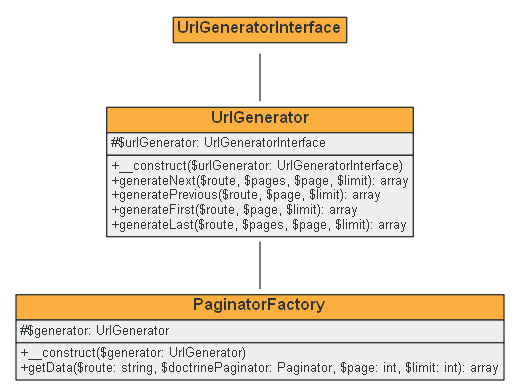 UrlGeneratorInterface
UrlGenerator
#$urlGenerator: UrlGeneratorInterface
+__construct($urlGenerator: UrlGeneratorInterface)
+generateNext($route, $pages, $page, $limit): array
+generatePrevious($route, $page, $limit): array
+generateFirst($route, $page, $limit): array
+generateLast($route, $pages, $page, $limit): array
PaginatorFactory
#$generator: UrlGenerator
+__construct($generator: UrlGenerator)
+getData($route: string, $doctrinePaginator: Paginator, $page: int, $limit: int): array